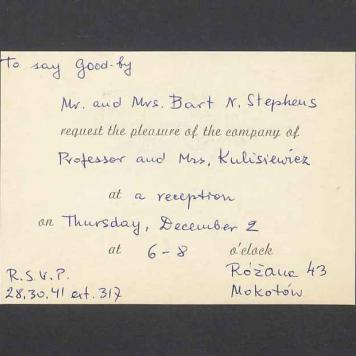 To say Good-by
Mr. and Mrs. Bart N. Stephens
request the pleasure of the company of
Professor and Mrs, Kulisiewicz
at a reception
on Thursday, December 2
at 6-8 o'clock
R.S.V.P. Różana 43
28.30.41 ext. 317 Mokotów